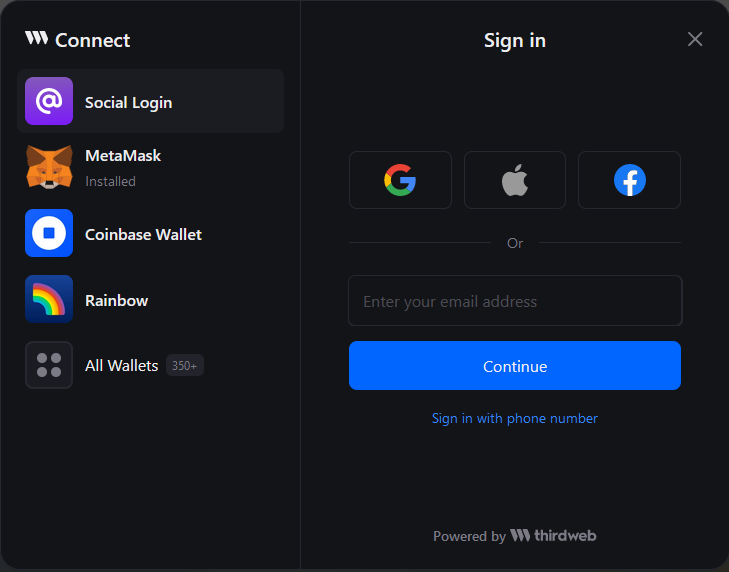 Connect
Social Login
MetaMask
Installed
Coinbase Wallet
Rainbow
All Wallets 350+
Sign in
Or
Enter your email address
Continue
Sign in with phone number
Powered by thirdweb